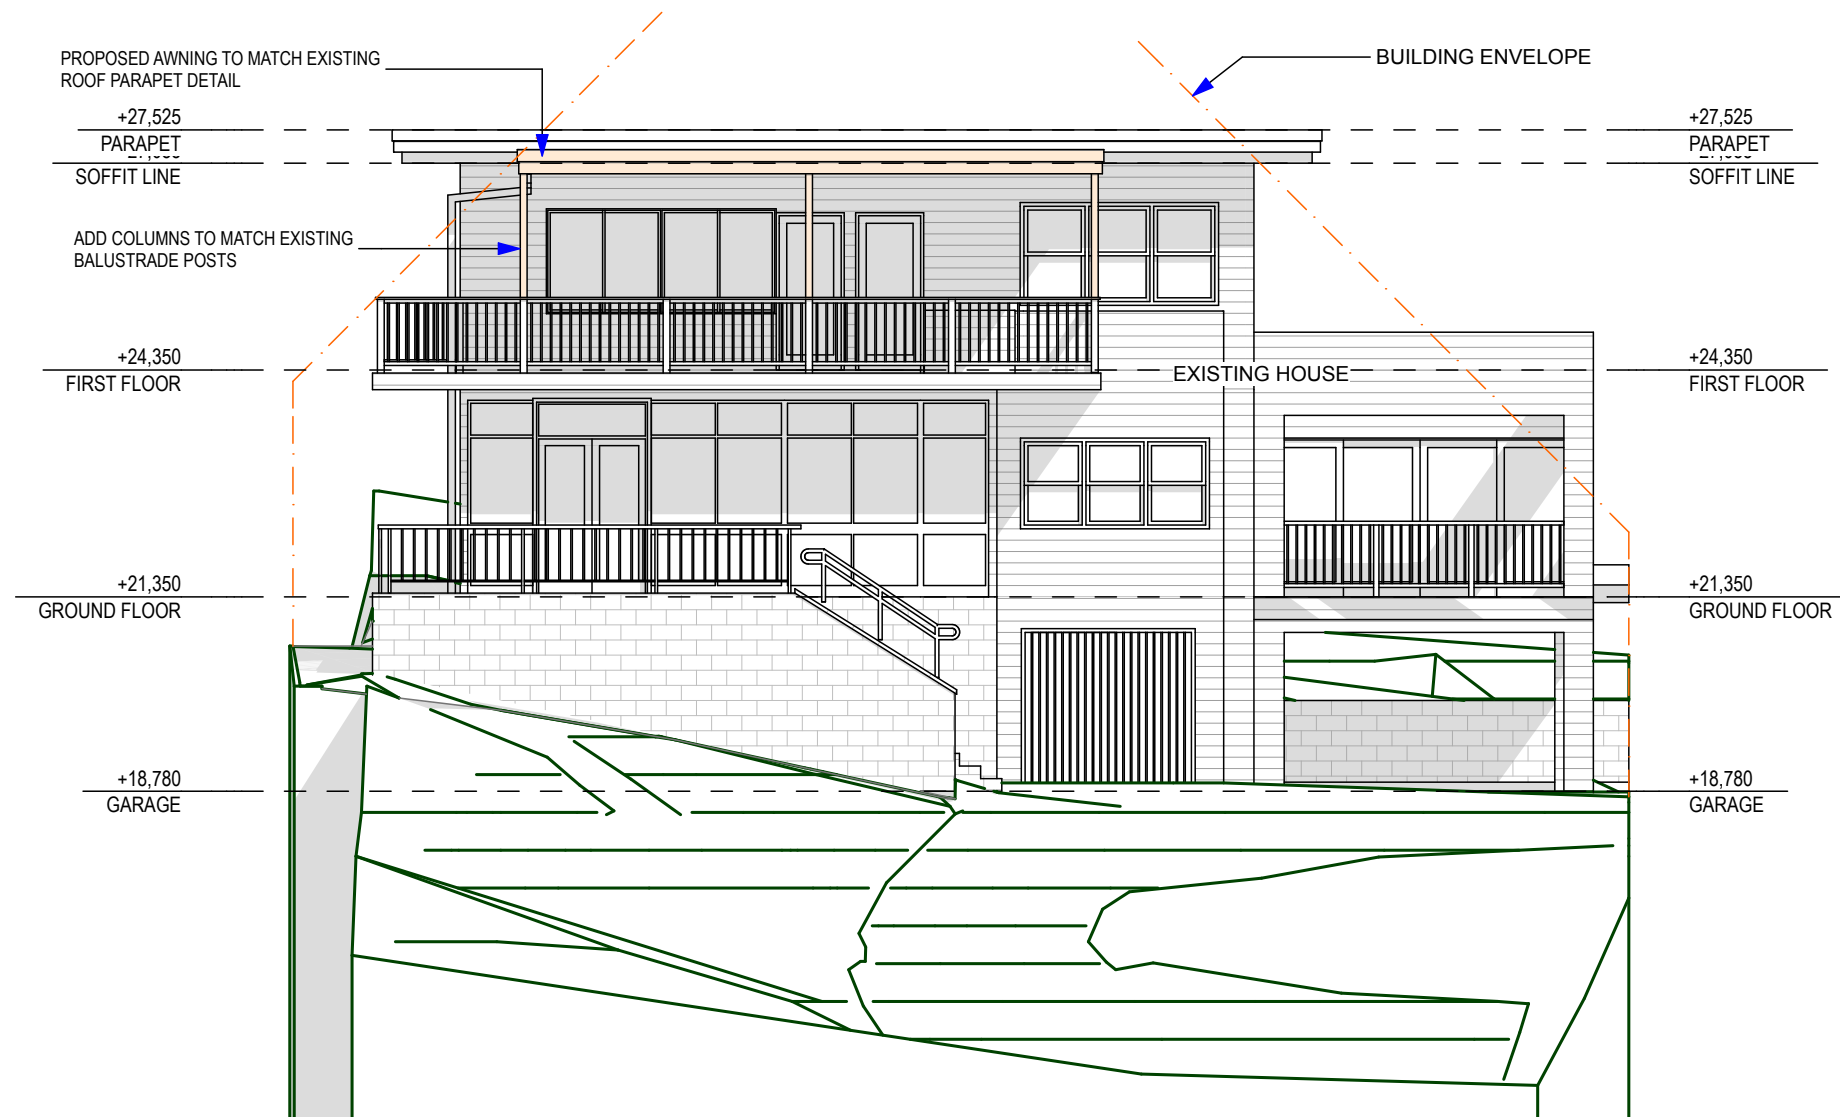 PROPOSED AWNING TO MATCH EXISTING
ROOF PARAPET DETAIL
BUILDING ENVELOPE
+27,525
PARAPET
SOFFIT LINE
+27,525
PARAPET
SOFFIT LINE
ADD COLUMNS TO MATCH EXISTING
BALUSTRADE POSTS
+24,350
FIRST FLOOR
EXISTING HOUSE
+24,350
FIRST FLOOR
+21,350
GROUND FLOOR
+21,350
GROUND FLOOR
+18,780
GARAGE
+18,780
GARAGE